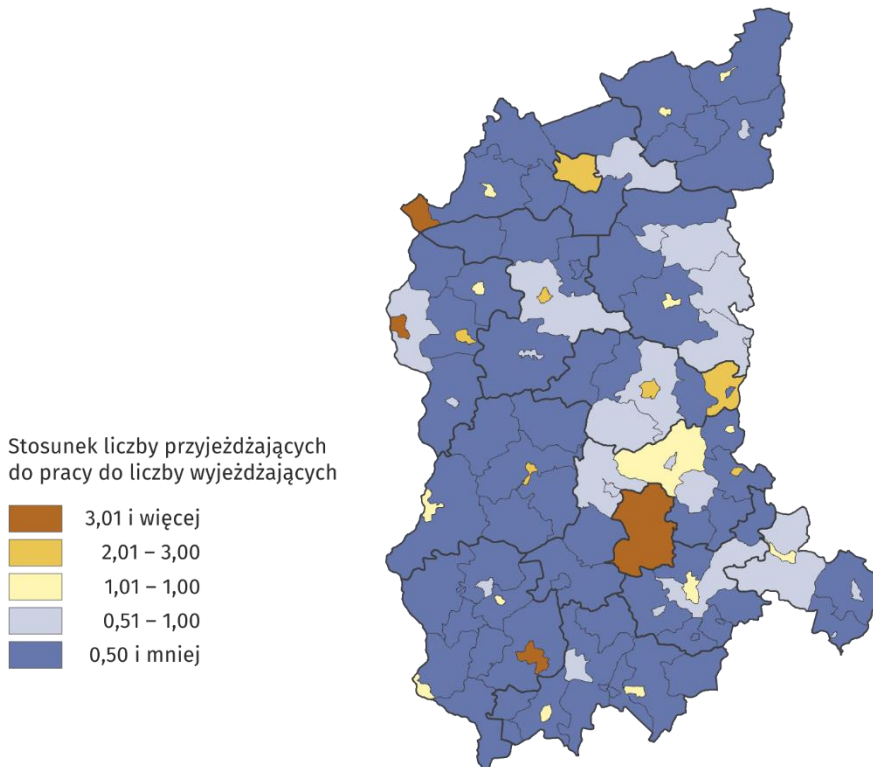 Stosunek liczby przyjeżdżających
do pracy do liczby wyjeżdżających
3,01 i więcej
2,01 – 3,00
1,01 – 1,00
0,51 – 1,00
0,50 i mniej